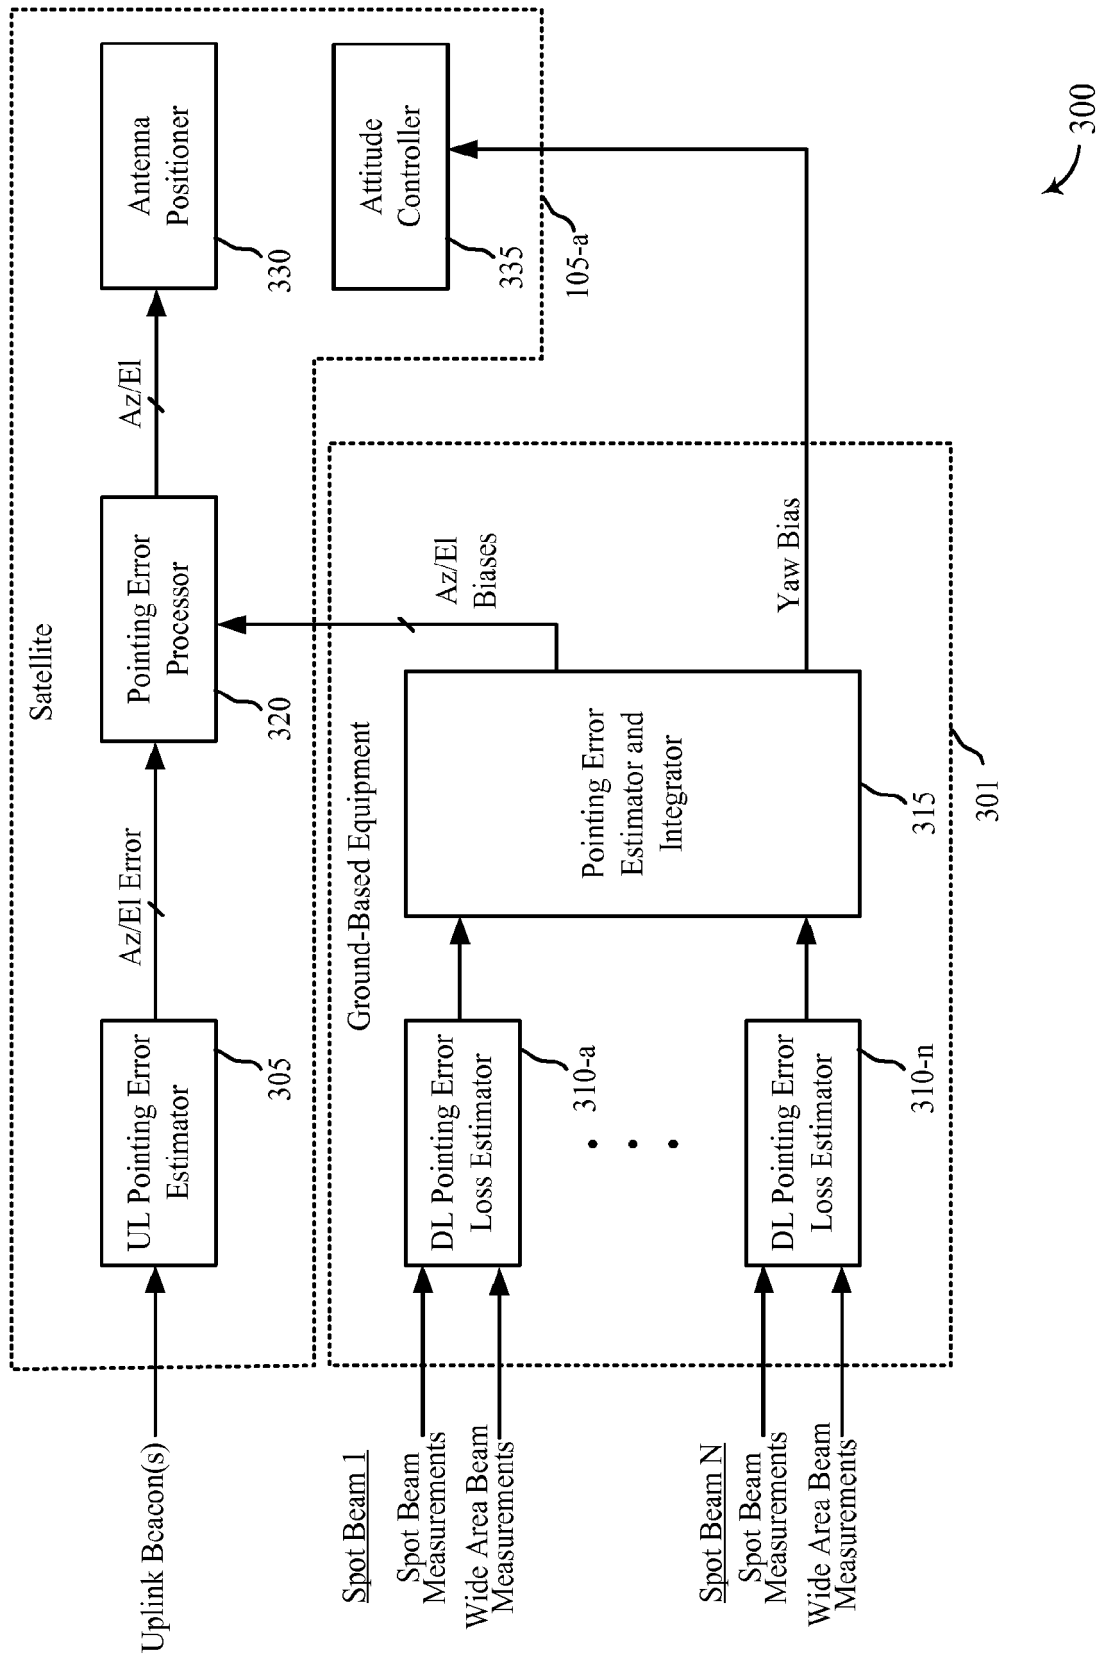 Satellite
Uplink Beacon(s)
UL Pointing Error
Estimator
305
Az/El Error
Pointing Error
Processor
320
Az/El
Antenna
Positioner
330
Attitude
Controller
335
105-a
Ground-Based Equipment
Spot Beam 1
Spot Beam
Measurements
Wide Area Beam
Measurements
DL Pointing Error
Loss Estimator
310-a
Spot Beam N
Spot Beam
Measurements
Wide Area Beam
Measurements
DL Pointing Error
Loss Estimator
310-n
Pointing Error
Estimator and
Integrator
315
Az/El
Biases
Yaw Bias
301
300